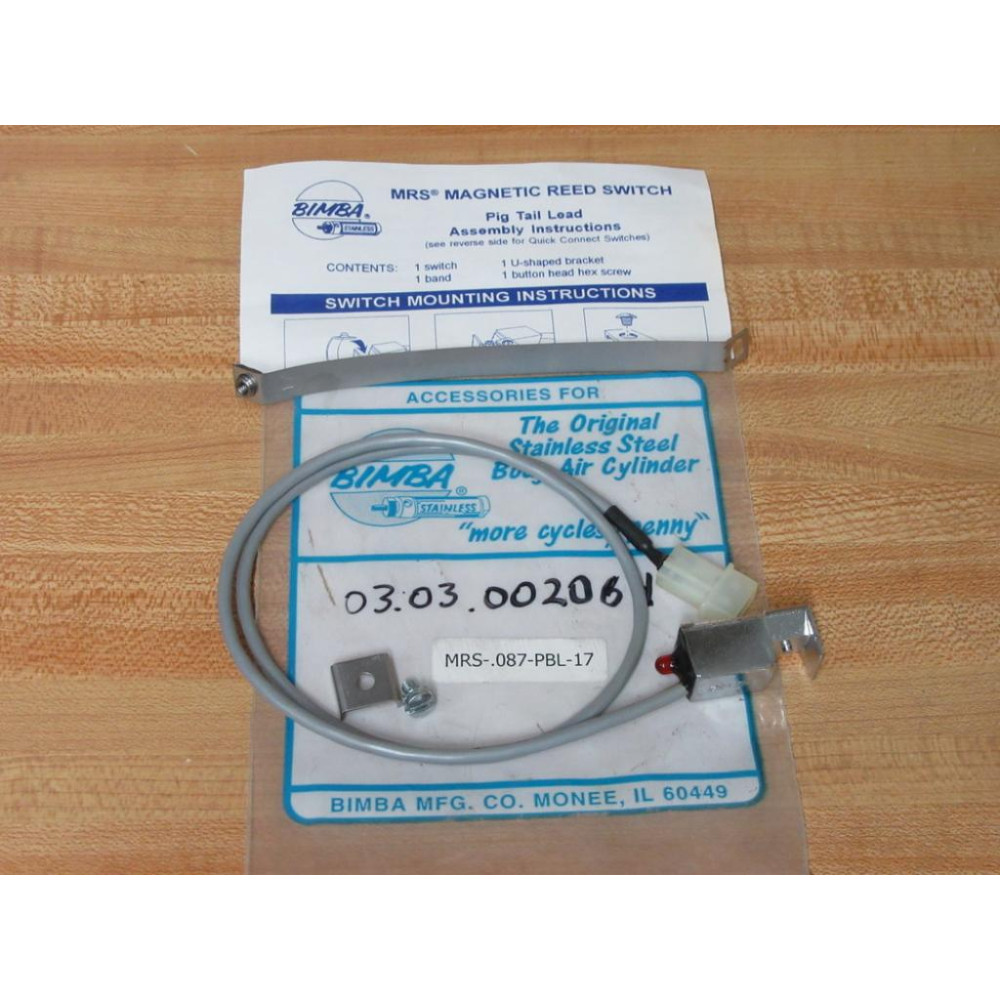 MRS® MAGNETIC REED SWITCH
BIMBA®
STAINLESS
Pig Tail Lead
Assembly Instructions
(see reverse side for Quick Connect Switches)
CONTENTS: 1 switch 1 U-shaped bracket
1 band 1 button head hex screw
SWITCH MOUNTING INSTRUCTIONS
ACCESSORIES FOR
The Original
Stainless Steel
Air Cylinder
BIMBA®
STAINLESS
"more cycles
03.03.00206
MRS-.087-PBL-17
BIMBA MFG. CO. MONEE, IL 60449